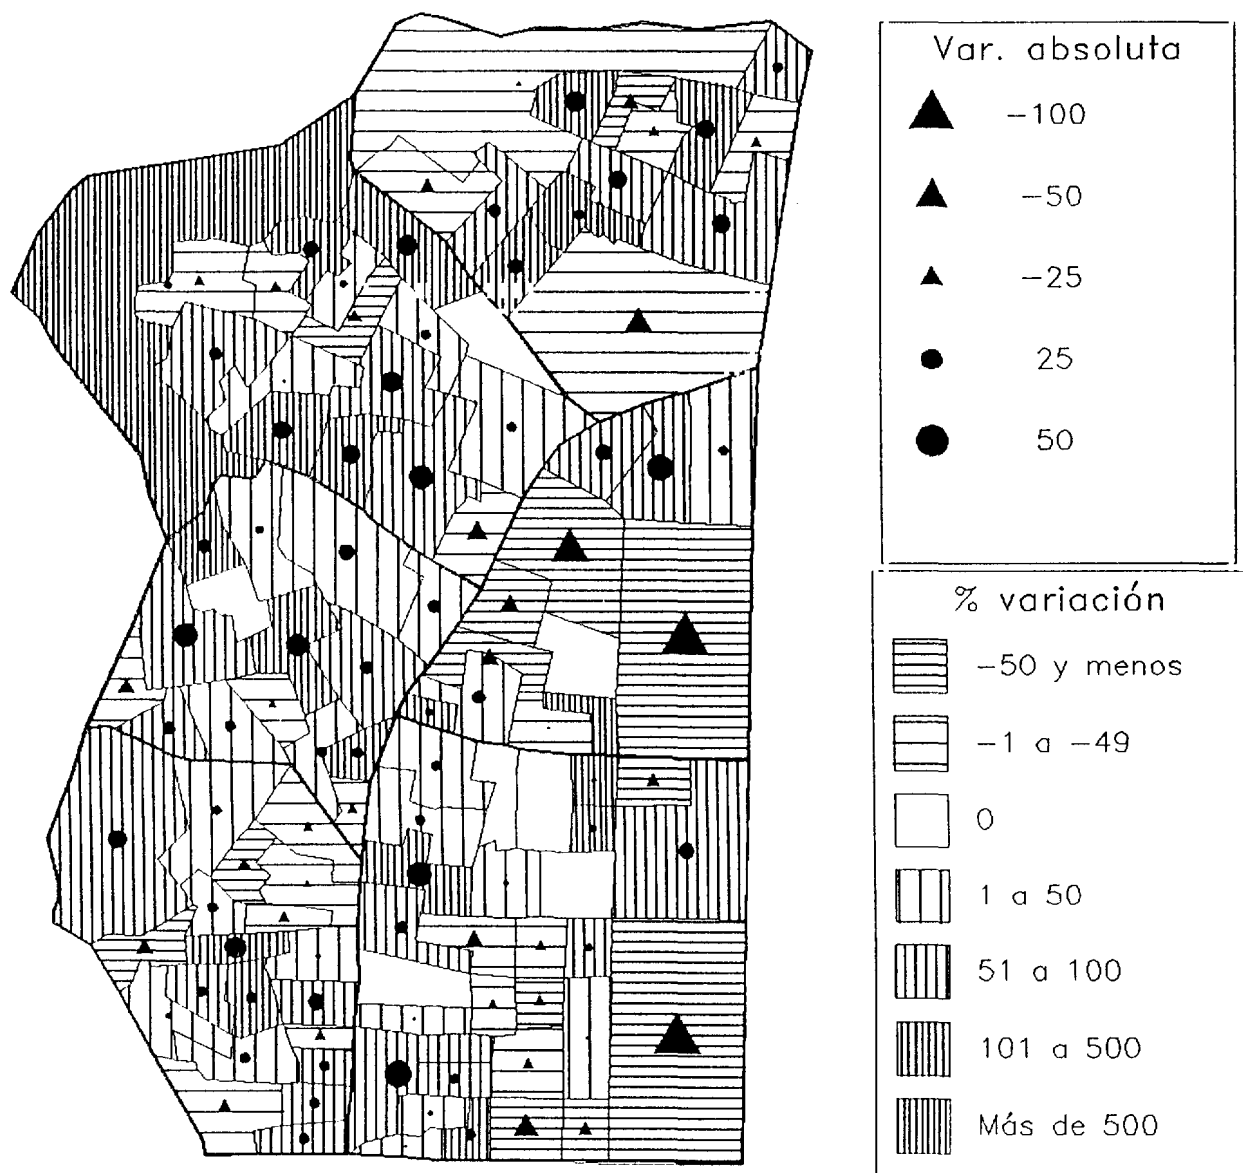 Var. absoluta
-100
-50
-25
25
50
% variación
-50 y menos
-1 a -49
0
1 a 50
51 a 100
101 a 500
Más de 500